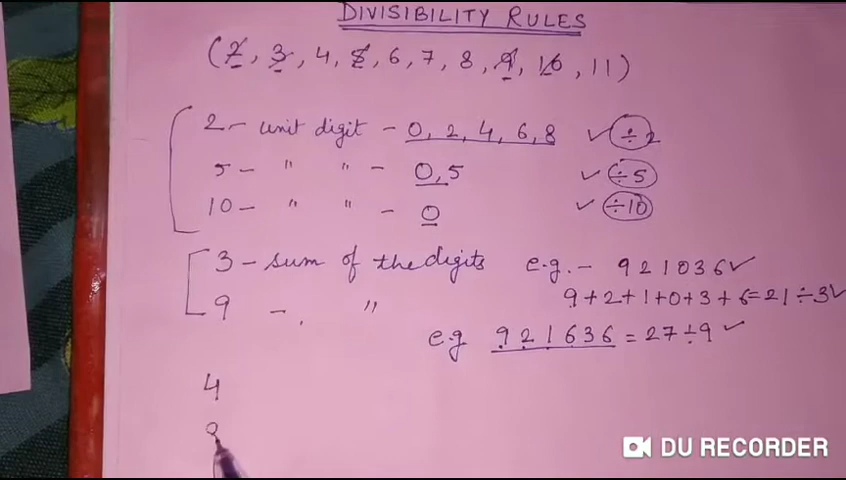 DIVISIBILITY RULES
(2, 3, 4, 5, 6, 7, 8, 9, 10, 11)
2 - unit digit - 0, 2, 4, 6, 8 ✓ ÷2
5 - " " - 0, 5 ✓ ÷5
10 - " " - 0 ✓ ÷10
3 - sum of the digits e.g. - 921036 ✓
9+2+1+0+3+6=21÷3 ✓
9 - "
e.g 921636 = 27÷9 ✓
4
DU RECORDER